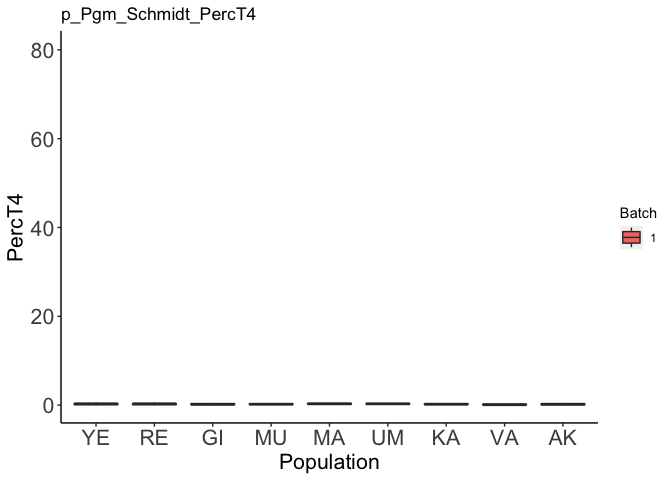 p_Pgm_Schmidt_PercT4
80
60
40
20
0
PercT4
YE RE GI MU MA UM KA VA AK
Population
Batch
1